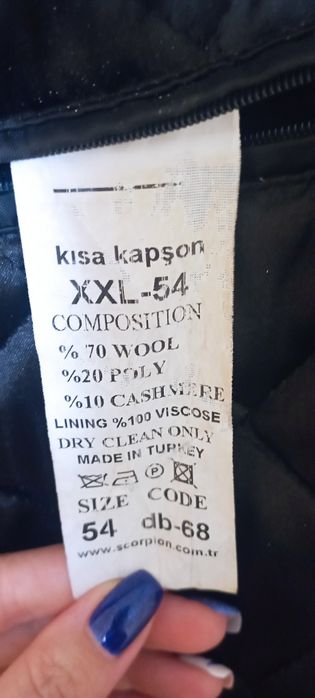 kısa kapşon
XXL-54
COMPOSITION
% 70 WOOL
%20 POLY
%10 CASHMERE
LINING %100 VISCOSE
DRY CLEAN ONLY
MADE IN TURKEY
P
SIZE CODE
54 db-68
www.scorpion.com.tr